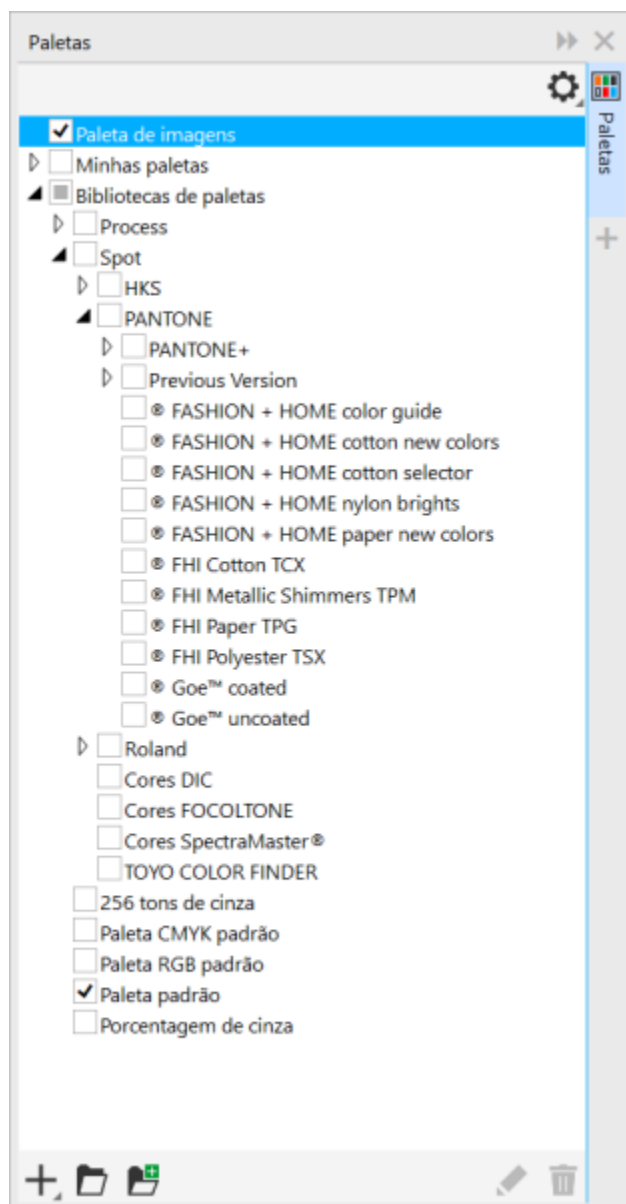 Paletas
Paletas
Paleta de imagens
Minhas paletas
Bibliotecas de paletas
Process
Spot
HKS
PANTONE
PANTONE+
Previous Version
® FASHION + HOME color guide
® FASHION + HOME cotton new colors
® FASHION + HOME cotton selector
® FASHION + HOME nylon brights
® FASHION + HOME paper new colors
® FHI Cotton TCX
® FHI Metallic Shimmers TPM
® FHI Paper TPG
® FHI Polyester TSX
® Goe™ coated
® Goe™ uncoated
Roland
Cores DIC
Cores FOCOLTONE
Cores SpectraMaster®
TOYO COLOR FINDER
256 tons de cinza
Paleta CMYK padrão
Paleta RGB padrão
Paleta padrão
Porcentagem de cinza